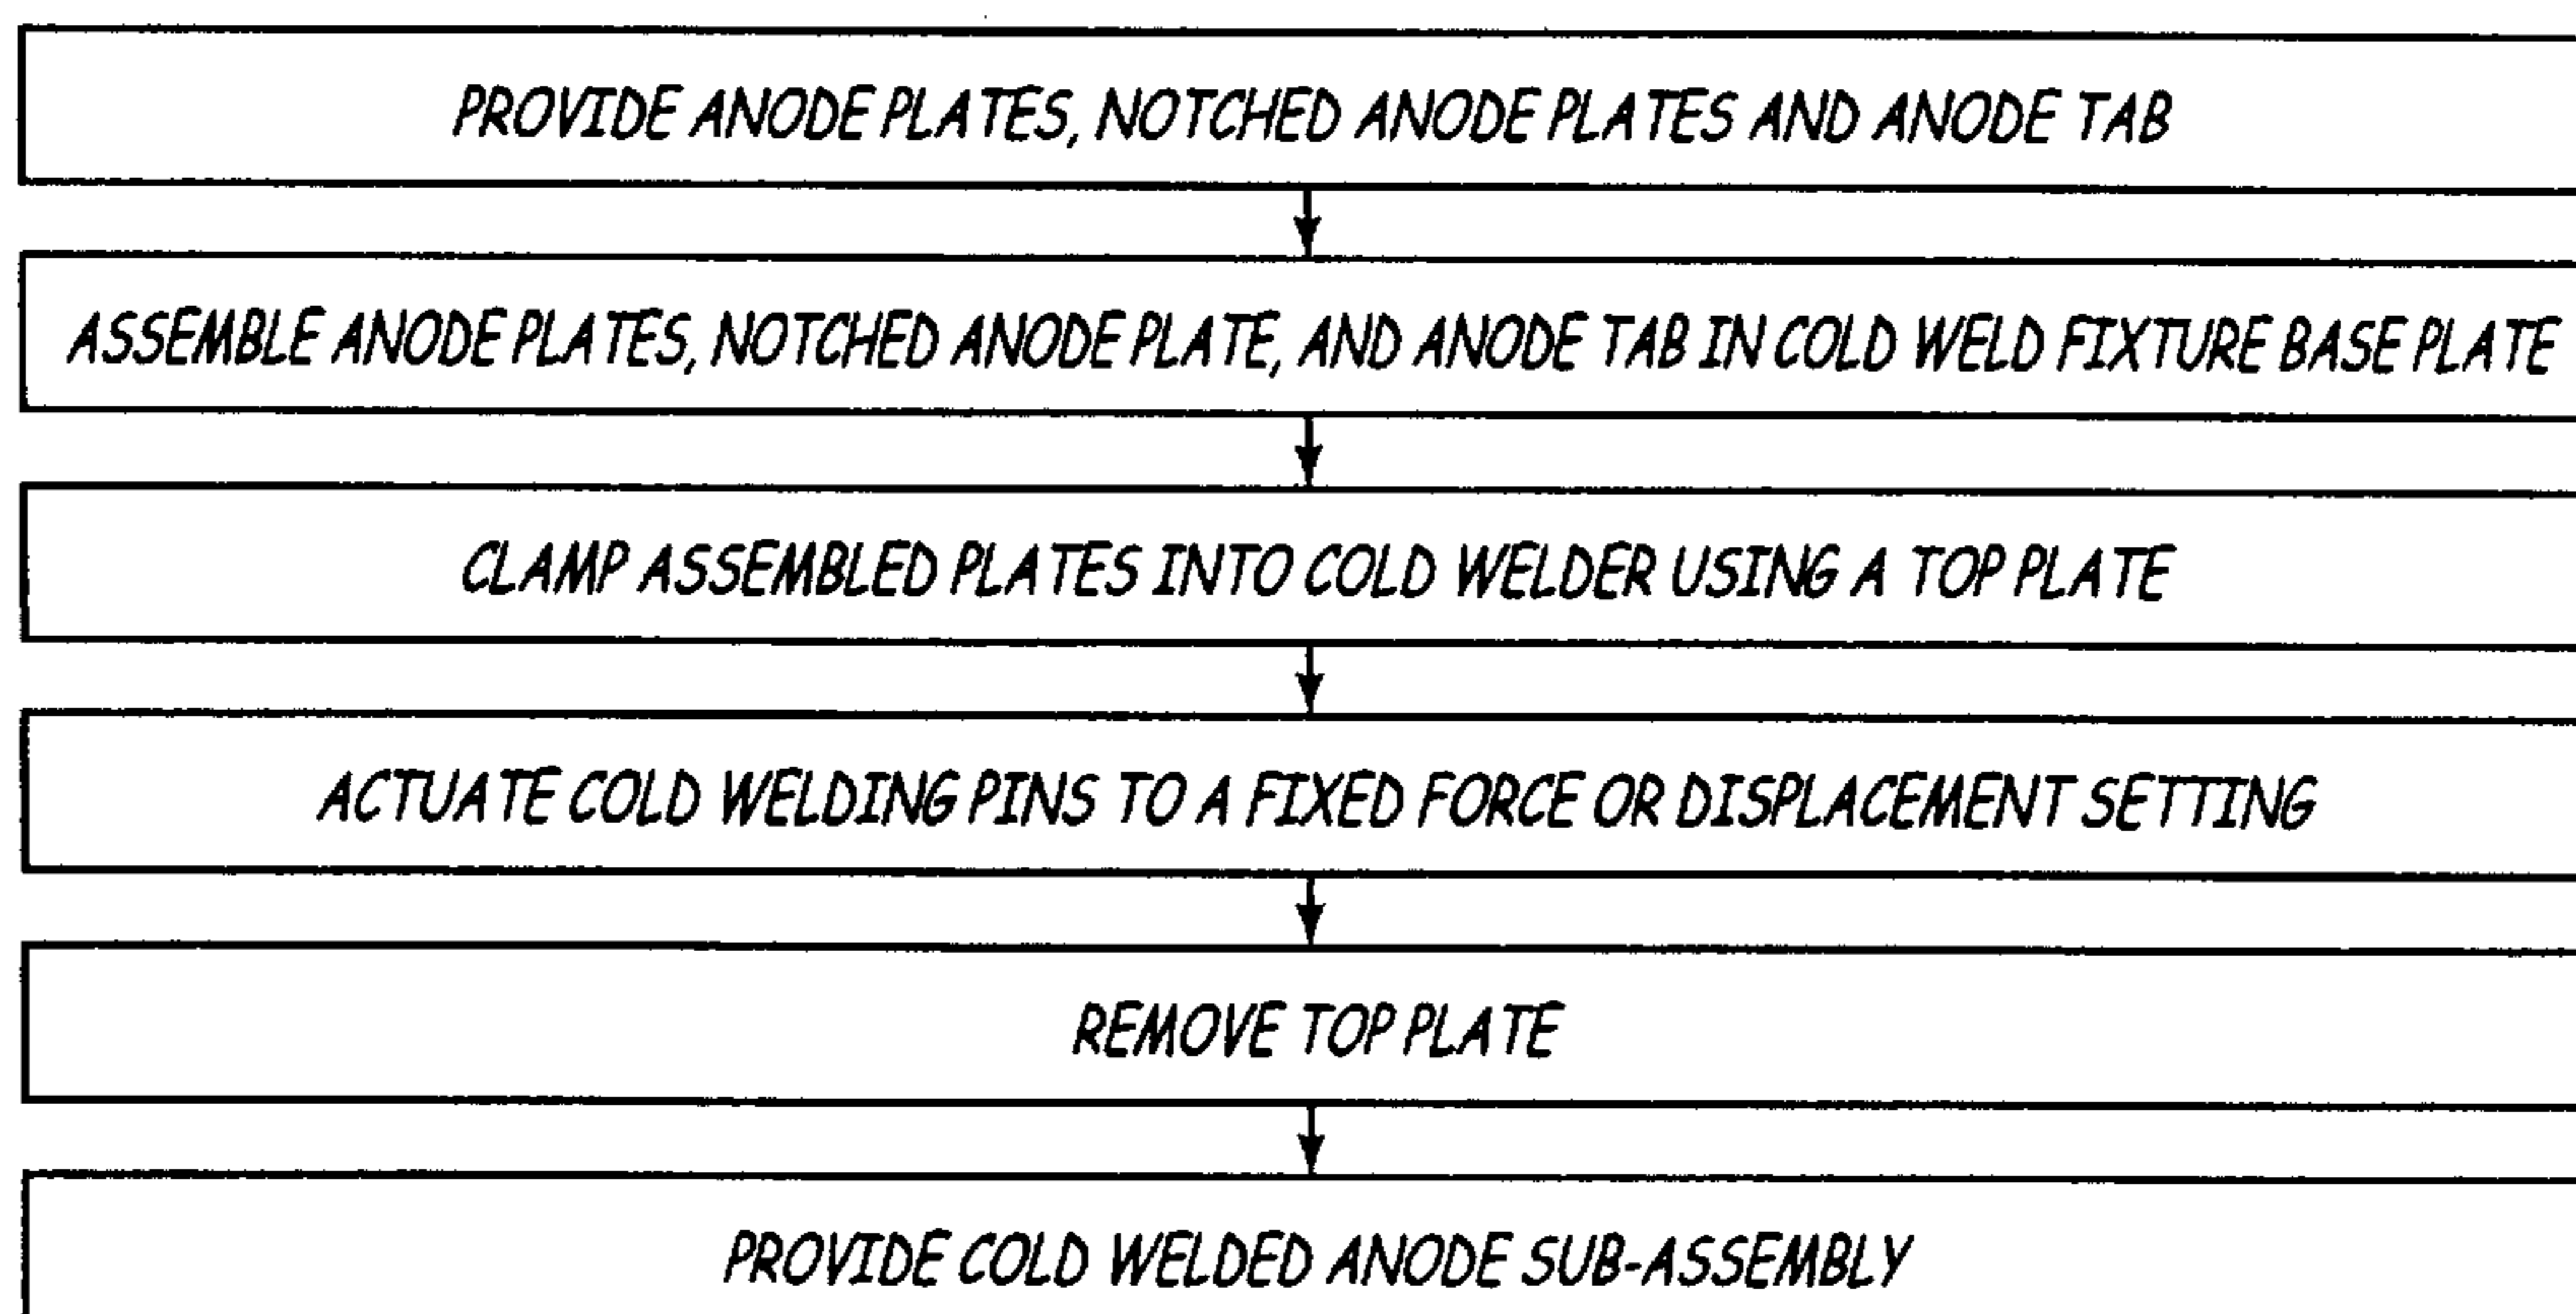 PROVIDE ANODE PLATES, NOTCHED ANODE PLATES AND ANODE TAB
ASSEMBLE ANODE PLATES, NOTCHED ANODE PLATE, AND ANODE TAB IN COLD WELD FIXTURE BASE PLATE
CLAMP ASSEMBLED PLATES INTO COLD WELDER USING A TOP PLATE
ACTUATE COLD WELDING PINS TO A FIXED FORCE OR DISPLACEMENT SETTING
REMOVE TOP PLATE
PROVIDE COLD WELDED ANODE SUB-ASSEMBLY